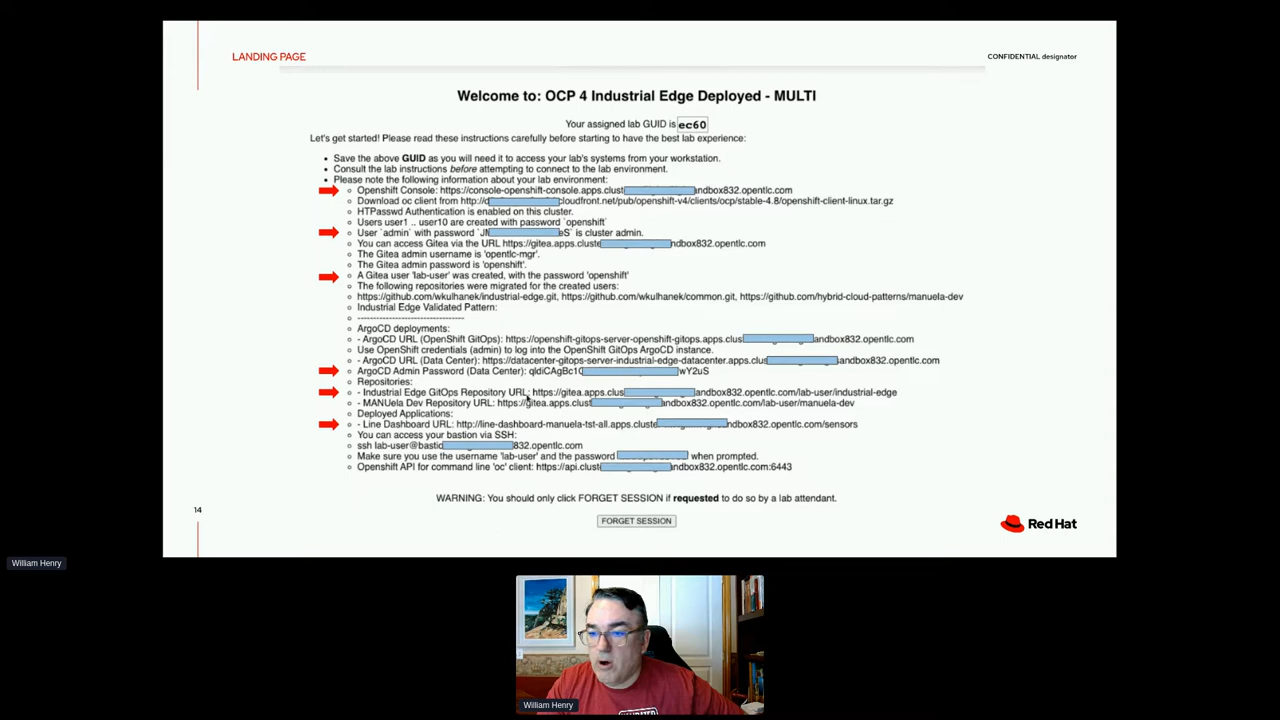 LANDING PAGE
CONFIDENTIAL designator
Welcome to: OCP 4 Industrial Edge Deployed - MULTI
Your assigned lab GUID is ec60
Let's get started! Please read these instructions carefully before starting to have the best lab experience:
• Save the above GUID as you will need it to access your lab's systems from your workstation.
• Consult the lab instructions before attempting to connect to the lab environment.
• Please note the following information about your lab environment:
Openshift Console: https://console-openshift-console.apps.clus andbox832.opentlc.com
Download oc client from http://d cloudfront.net/pub/openshift-v4/clients/ocp/stable-4.8/openshift-client-linux.tar.gz
HTPasswd Authentication is enabled on this cluster.
Users user1 .. user10 are created with password `openshift`
User `admin` with password `JM eS` is cluster admin.
You can access Gitea via the URL https://gitea.apps.cluste ndbox832.opentlc.com
The Gitea admin username is 'opentlc-mgr'.
The Gitea admin password is 'openshift'.
A Gitea user 'lab-user' was created, with the password 'openshift'
The following repositories were migrated for the created users:
https://github.com/wkulhanek/industrial-edge.git, https://github.com/wkulhanek/common.git, https://github.com/hybrid-cloud-patterns/manuela-dev
Industrial Edge Validated Pattern:
----------------------------------
ArgoCD deployments:
- ArgoCD URL (OpenShift GitOps): https://openshift-gitops-server-openshift-gitops.apps.clus andbox832.opentlc.com
Use OpenShift credentials (admin) to log into the OpenShift GitOps ArgoCD instance.
- ArgoCD URL (Data Center): https://datacenter-gitops-server-industrial-edge-datacenter.apps.clus andbox832.opentlc.com
ArgoCD Admin Password (Data Center): qldiCAgBc1 wY2uS
Repositories:
- Industrial Edge GitOps Repository URL: https://gitea.apps.clus andbox832.opentlc.com/lab-user/industrial-edge
- MANUela Dev Repository URL: https://gitea.apps.clust andbox832.opentlc.com/lab-user/manuela-dev
Deployed Applications:
- Line Dashboard URL: http://line-dashboard-manuela-tst-all.apps.cluste andbox832.opentlc.com/sensors
You can access your bastion via SSH:
ssh lab-user@bastio 832.opentlc.com
Make sure you use the username 'lab-user' and the password when prompted.
Openshift API for command line 'oc' client: https://api.clust andbox832.opentlc.com:6443
WARNING: You should only click FORGET SESSION if requested to do so by a lab attendant.
FORGET SESSION
14
Red Hat
William Henry
William Henry